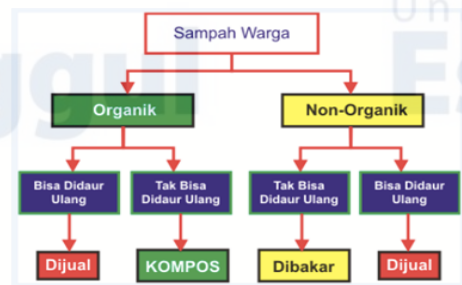 Sampah Warga
Organik
Non-Organik
Bisa Didaur
Ulang
Tak Bisa
Didaur Ulang
Tak Bisa
Didaur Ulang
Bisa Didaur
Ulang
Dijual
KOMPOS
Dibakar
Dijual